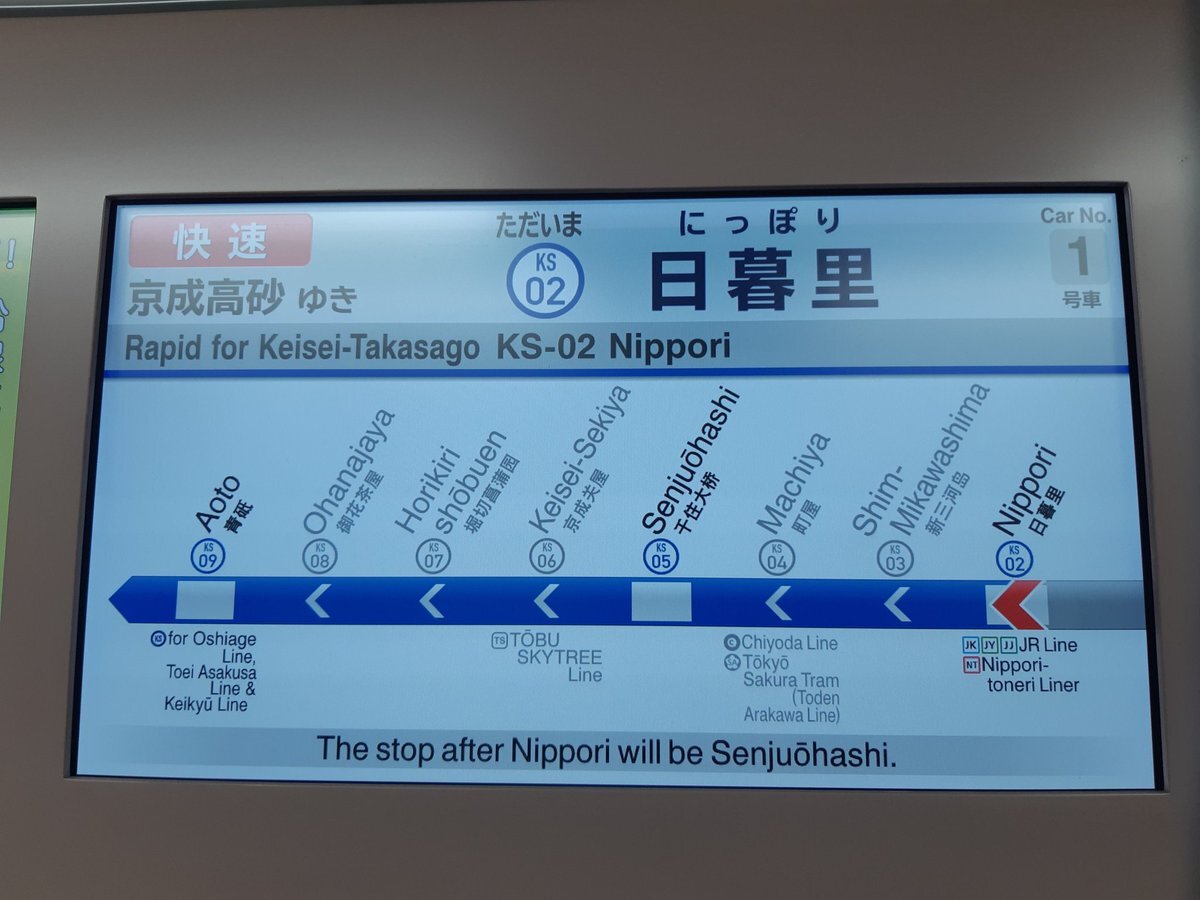 快速
ただいま
にっぽり
Car No.
京成高砂 ゆき
KS
02
日暮里
1
号車
Rapid for Keisei-Takasago KS-02 Nippori
Aoto
青砥
Ohanajaya
御花茶屋
Horikiri
shōbuen
堀切菖蒲园
Keisei-Sekiya
京成关屋
Senjuōhashi
千住大桥
Machiya
町屋
Shim-
Mikawashima
新三河岛
Nippori
日暮里
KS
09
KS
08
KS
07
KS
06
KS
05
KS
04
KS
03
KS
02
KS for Oshiage
Line,
Toei Asakusa
Line &
Keikyū Line
TS TŌBU
SKYTREE
Line
C Chiyoda Line
SA Tōkyō
Sakura Tram
(Toden
Arakawa Line)
JK JY JJ JR Line
NT Nippori-
toneri Liner
The stop after Nippori will be Senjuōhashi.